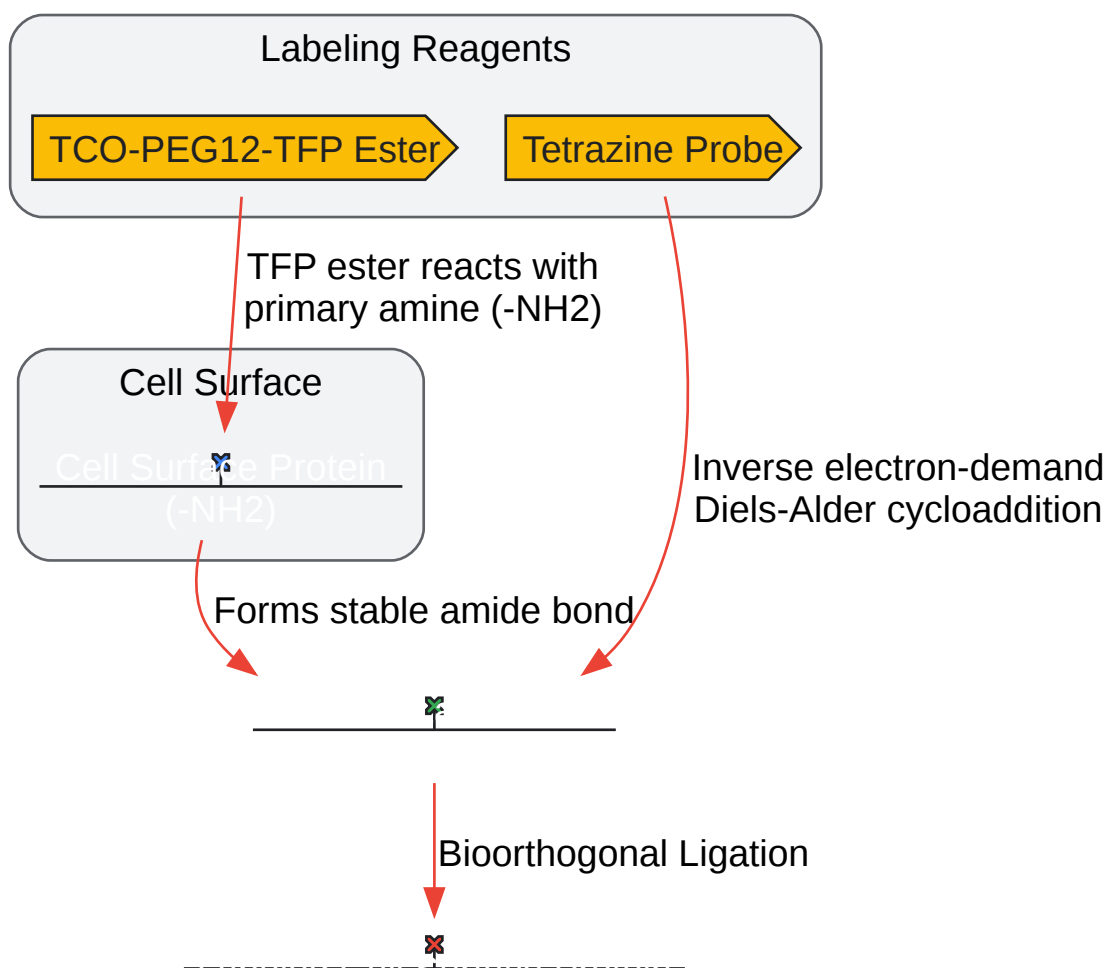 Labeling Reagents
TCO-PEG12-TFP Ester
Tetrazine Probe
TFP ester reacts with
primary amine (-NH2)
Cell Surface
Cell Surface Protein
(-NH2)
Inverse electron-demand
Diels-Alder cycloaddition
Forms stable amide bond
Bioorthogonal Ligation